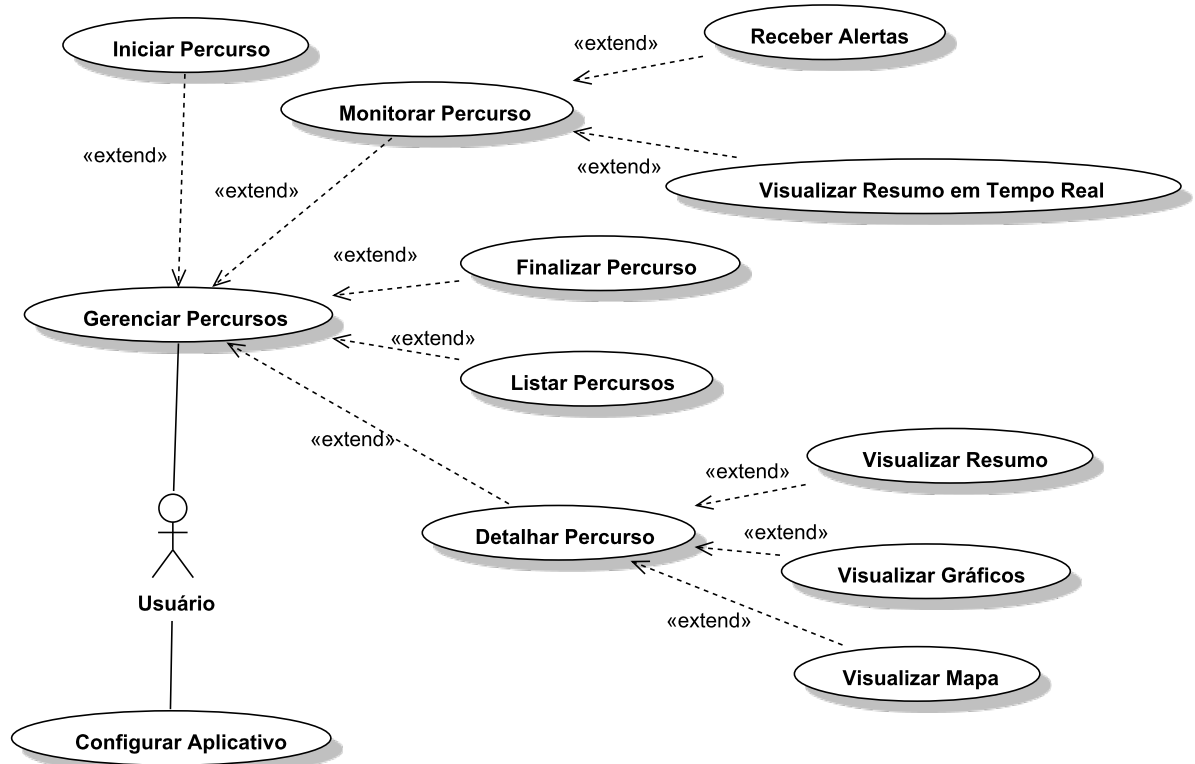 Receber Alertas
«extend»
Iniciar Percurso
Monitorar Percurso
«extend»
«extend»
«extend»
Visualizar Resumo em Tempo Real
«extend»
Finalizar Percurso
Gerenciar Percursos
«extend»
Listar Percursos
«extend»
Visualizar Resumo
«extend»
Detalhar Percurso
«extend»
Visualizar Gráficos
Usuário
«extend»
Visualizar Mapa
Configurar Aplicativo